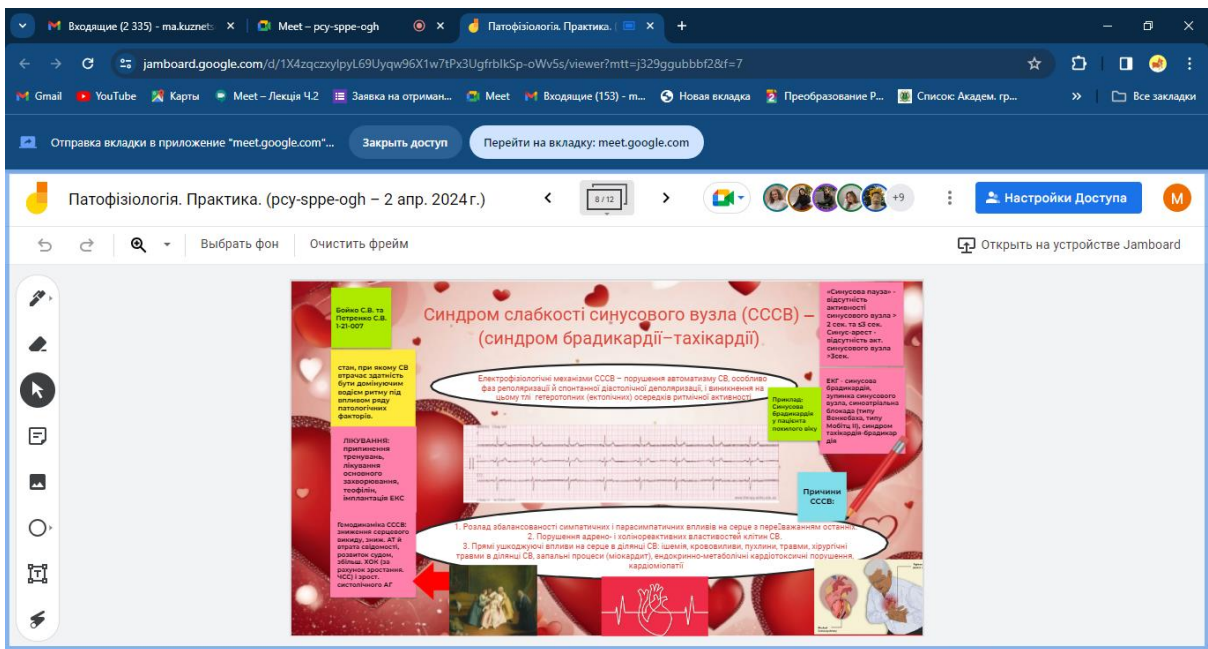 Входящие (2 335) - ma.kuznets
Meet – pcy-sppe-ogh
Патофізіологія. Практика. (
jamboard.google.com/d/1X4zqczxylpyL69Uyqw96X1w7tPx3UgfrbIkSp-oWv5s/viewer?mtt=j329ggubbbf2&f=7
Gmail
YouTube
Карты
Meet – Лекція Ч.2
Заявка на отриман...
Meet
Входящие (153) - m...
Новая вкладка
Преобразование Р...
Список: Академ. гр...
Все закладки
Отправка вкладки в приложение "meet.google.com"...
Закрыть доступ
Перейти на вкладку: meet.google.com
Патофізіологія. Практика. (pcy-sppe-ogh – 2 апр. 2024 г.)
8 / 12
+9
Настройки Доступа
M
Выбрать фон
Очистить фрейм
Открыть на устройстве Jamboard
Бойко С.В. та
Петренко С.В.
1-21-007
Синдром слабкості синусового вузла (СССВ) –
(синдром брадикардії–тахікардії)
«Синусова пауза» -
відсутність
активності
синусового вузла >
2 сек. та ≤3 сек.
Синус-арест -
відсутність акт.
синусового вузла
>3сек.
стан, при якому СВ
втрачає здатність
бути домінуючим
водієм ритму під
впливом ряду
патологічних
факторів.
Електрофізіологічні механізми СССВ – порушення автоматизму СВ, особливо
фаз реполяризації й спонтанної діастолічної деполяризації, і виникнення на
цьому тлі гетеротопних (ектопічних) осередків ритмічної активності
Приклад:
Синусова
брадикардія
у пацієнта
похилого віку
ЕКГ - синусова
брадикардія,
зупинка синусового
вузла, синоатріальна
блокада (типу
Венкебаха, типу
Мобітц II), синдром
тахікардія-брадикар
дія
ЛІКУВАННЯ:
припинення
тренувань,
лікування
основного
захворювання,
теофілін,
імплантація ЕКС
Причини
СССВ:
Гемодинаміка СССВ:
зниження серцевого
викиду, зниж. АТ й
втрата свідомості,
розвиток судом,
збільш. ХОК (за
рахунок зростання.
ЧСС) і зрост.
систолічного АГ
1. Розлад збалансованості симпатичних і парасимпатичних впливів на серце з переважанням останніх.
2. Порушення адрено- і холінореактивних властивостей клітин СВ.
3. Прямі ушкоджуючі впливи на серце в ділянці СВ: ішемія, крововиливи, пухлини, травми, хірургічні
травми в ділянці СВ, запальні процеси (міокардит), ендокринно-метаболічні кардіотоксичні порушення,
кардіоміопатії